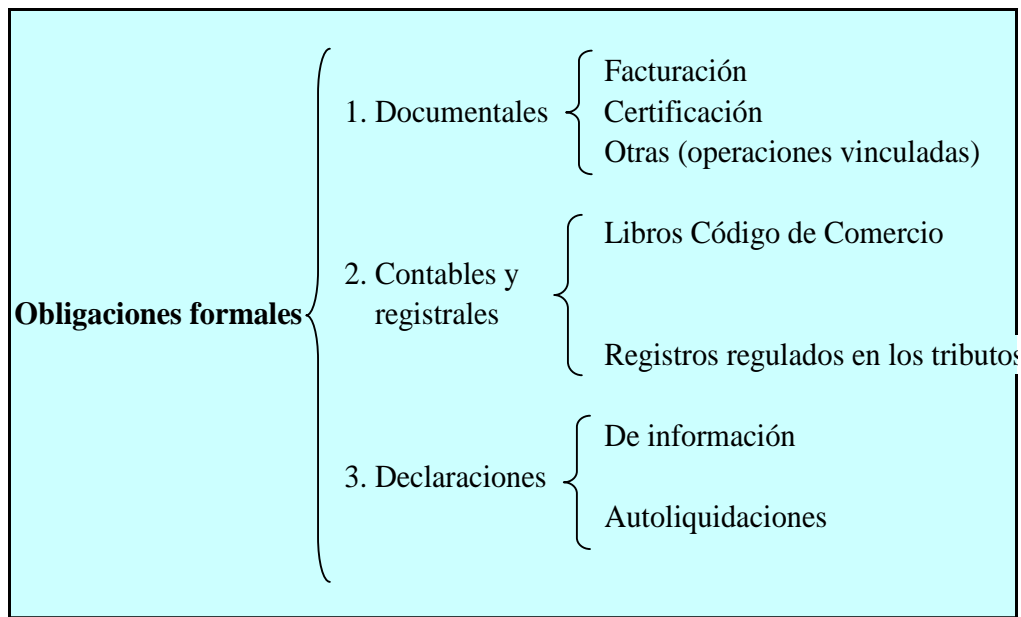 Obligaciones formales
1. Documentales
Facturación
Certificación
Otras (operaciones vinculadas)
2. Contables y
registrales
Libros Código de Comercio
Registros regulados en los tributos
3. Declaraciones
De información
Autoliquidaciones